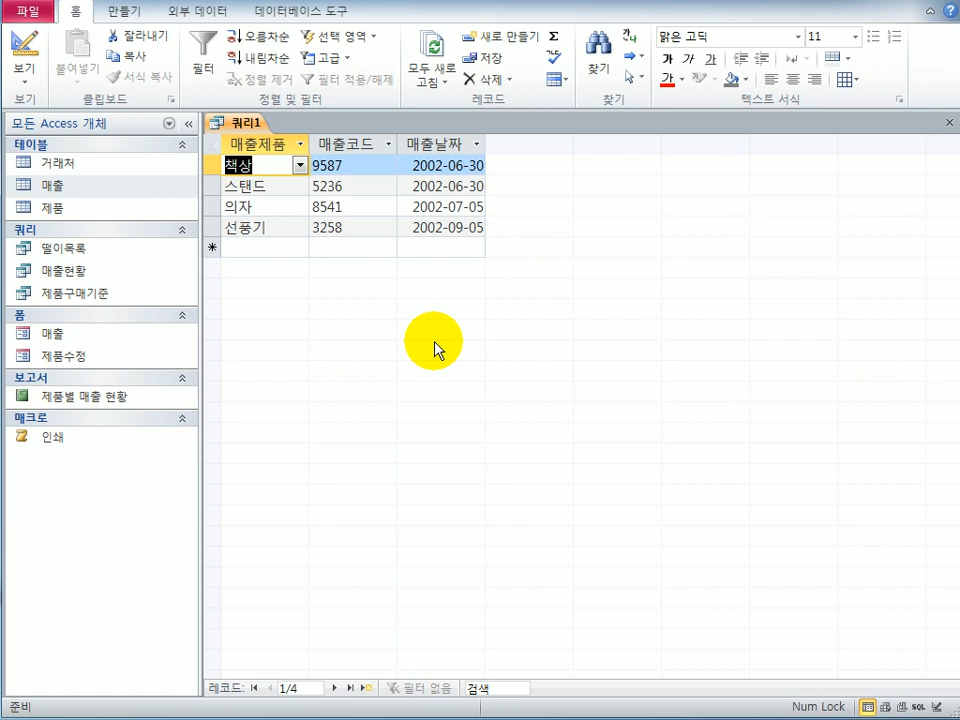 파일 홈 만들기 외부 데이터 데이터베이스 도구
보기 붙여넣기 잘라내기 복사 서식 복사
보기 클립보드
필터 오름차순 내림차순 정렬 제거 선택 영역 고급 필터 적용/해제
정렬 및 필터
모두 새로 고침 새로 만들기 저장 삭제 Σ
레코드
찾기
찾기
맑은 고딕 11
가 가 가
가
텍스트 서식
모든 Access 개체
테이블
거래처
매출
제품
쿼리
떨이목록
매출현황
제품구매기준
폼
매출
제품수정
보고서
제품별 매출 현황
매크로
인쇄
쿼리1
매출제품 매출코드 매출날짜
책상 9587 2002-06-30
스탠드 5236 2002-06-30
의자 8541 2002-07-05
선풍기 3258 2002-09-05
레코드: 1/4 필터 없음 검색
준비 Num Lock SQL